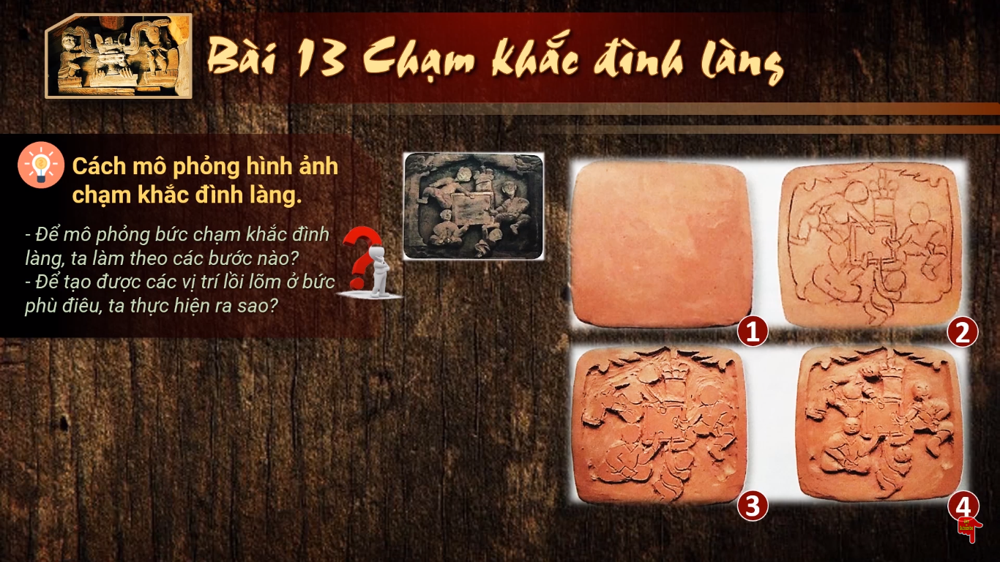 Bài 13 Chạm khắc đình làng
Cách mô phỏng hình ảnh
chạm khắc đình làng.
- Để mô phỏng bức chạm khắc đình
làng, ta làm theo các bước nào?
- Để tạo được các vị trí lồi lõm ở bức
phù điêu, ta thực hiện ra sao?
1
2
3
4